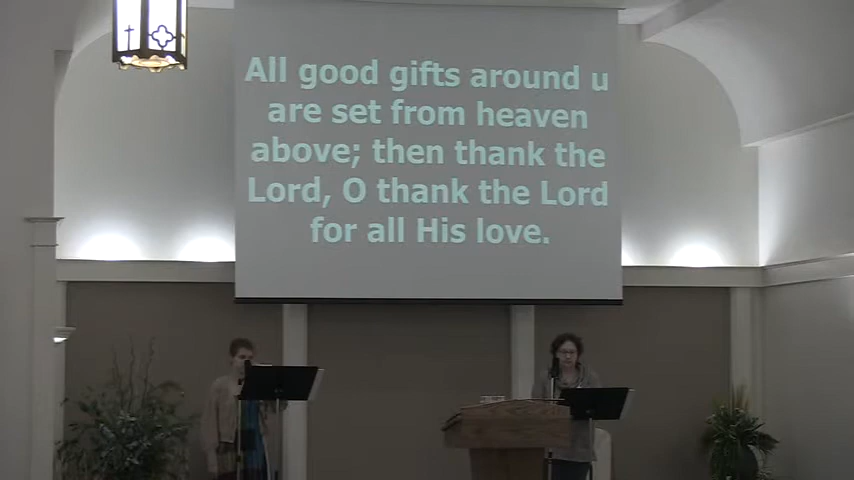 All good gifts around u
are set from heaven
above; then thank the
Lord, O thank the Lord
for all His love.